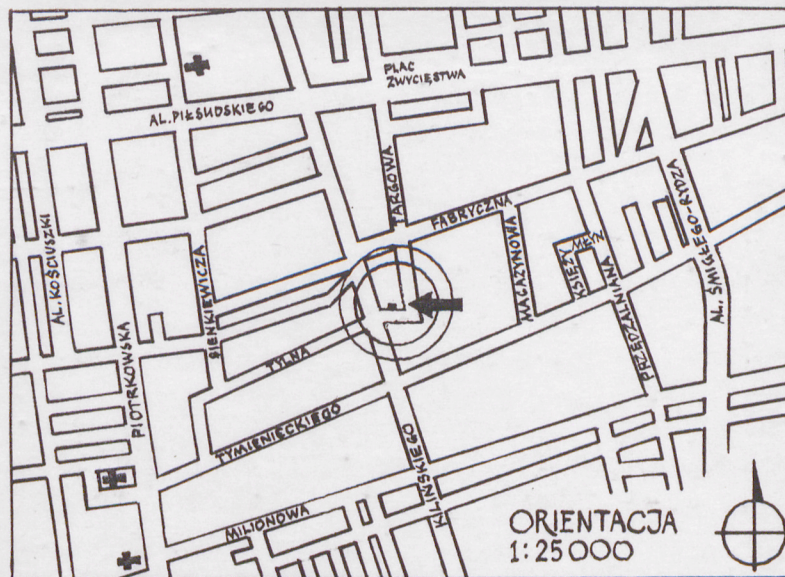 PLAC
ZWYCIĘSTWA
AL. PIŁSUDSKIEGO
TARGOWA
FABRYCZNA
AL. KOŚCIUSZKI
SIENKIEWICZA
PIOTRKOWSKA
MAGAZYNOWA
KSIĘŻY MŁYN
PRZĘDZALNIANA
AL. ŚMIGŁEGO-RYDZA
TYLNA
TYMIENIECKIEGO
KILIŃSKIEGO
MILIONOWA
ORIENTACJA
1:25 000